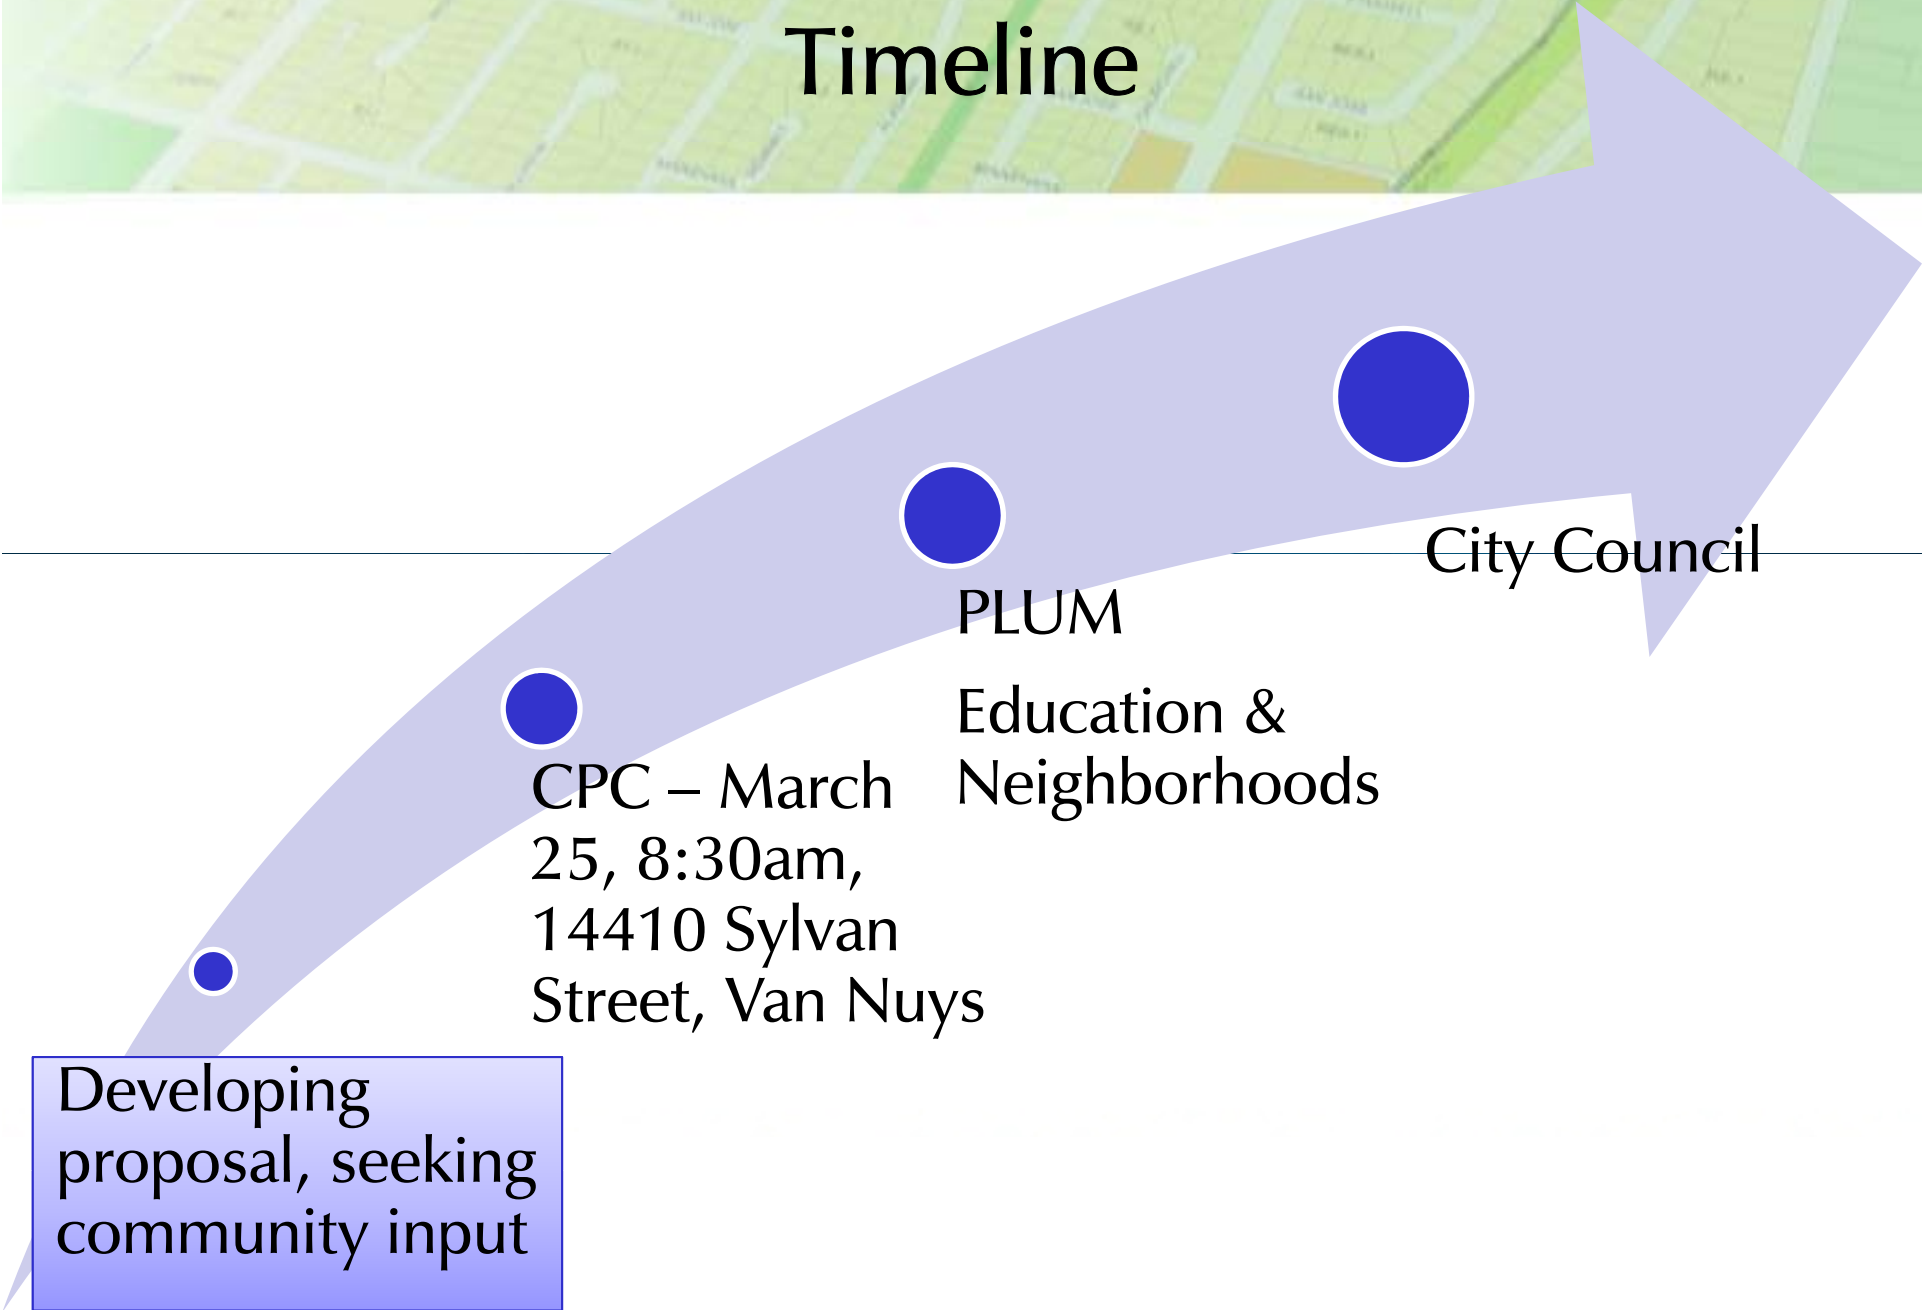 Timeline
City Council
PLUM
Education &
Neighborhoods
CPC – March
25, 8:30am,
14410 Sylvan
Street, Van Nuys
Developing
proposal, seeking
community input